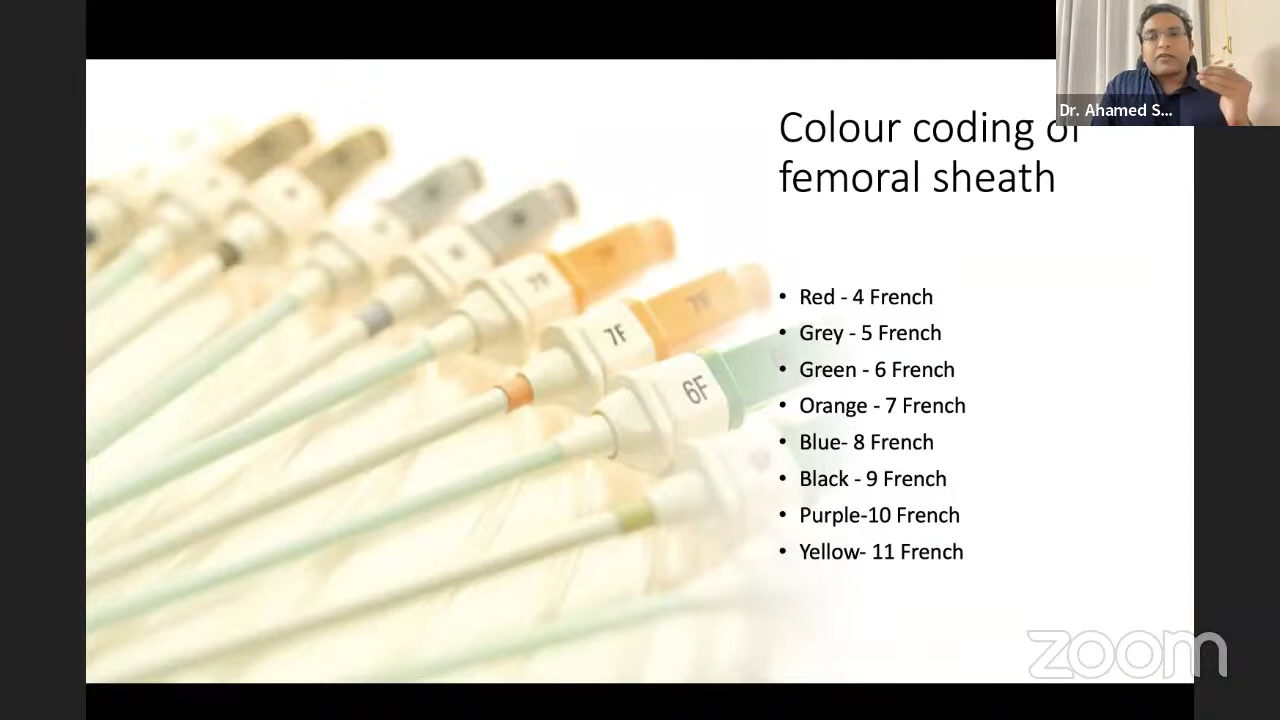 Dr. Ahamed S...
Colour coding of
femoral sheath
• Red - 4 French
• Grey - 5 French
• Green - 6 French
• Orange - 7 French
• Blue- 8 French
• Black - 9 French
• Purple-10 French
• Yellow- 11 French
7F
7F
7F
6F
zoom